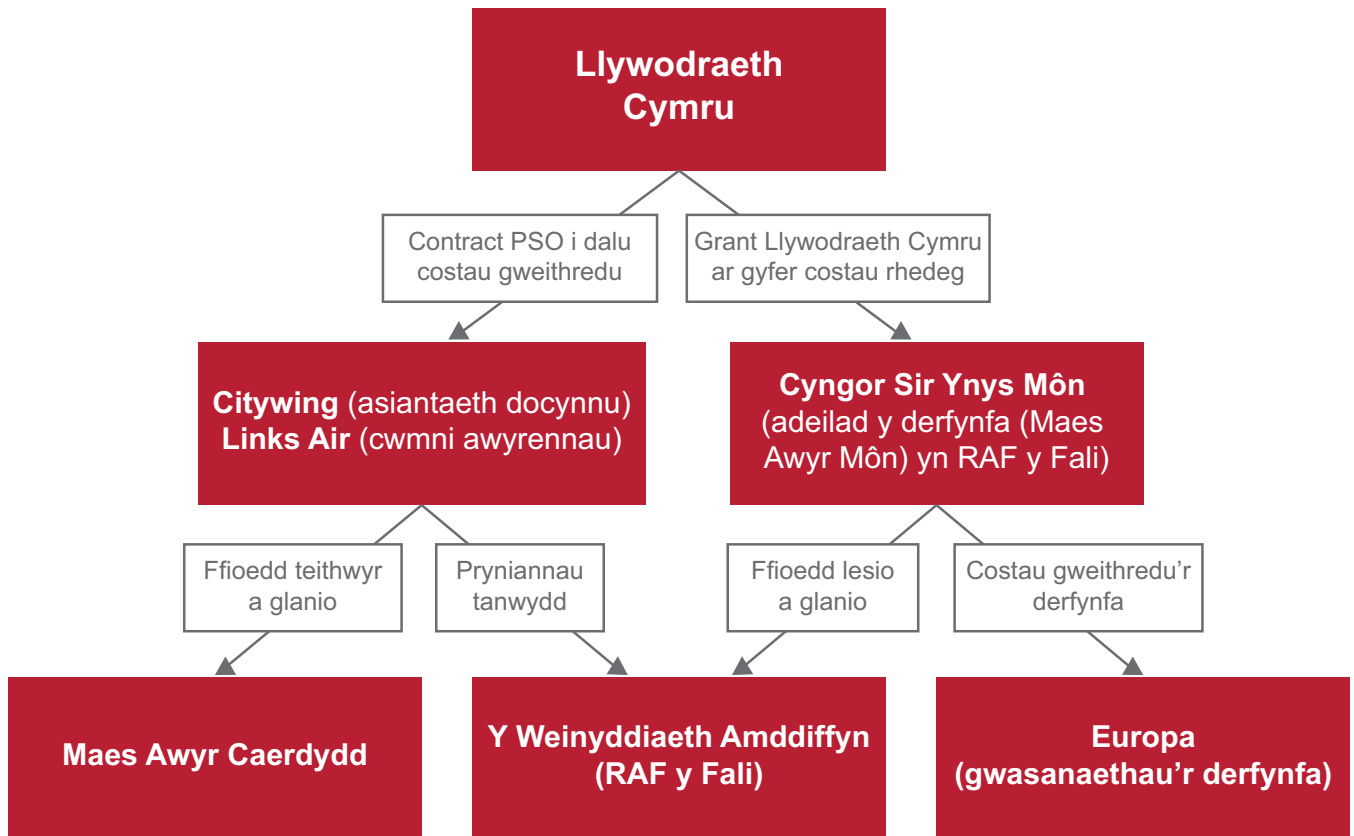 Llywodraeth
Cymru
Contract PSO i dalu
costau gweithredu
Grant Llywodraeth Cymru
ar gyfer costau rhedeg
Citywing (asiantaeth docynnu)
Links Air (cwmni awyrennau)
Cyngor Sir Ynys Môn
(adeilad y derfynfa (Maes
Awyr Môn) yn RAF y Fali)
Ffioedd teithwyr
a glanio
Pryniannau
tanwydd
Ffioedd lesio
a glanio
Costau gweithredu’r
derfynfa
Maes Awyr Caerdydd
Y Weinyddiaeth Amddiffyn
(RAF y Fali)
Europa
(gwasanaethau’r derfynfa)